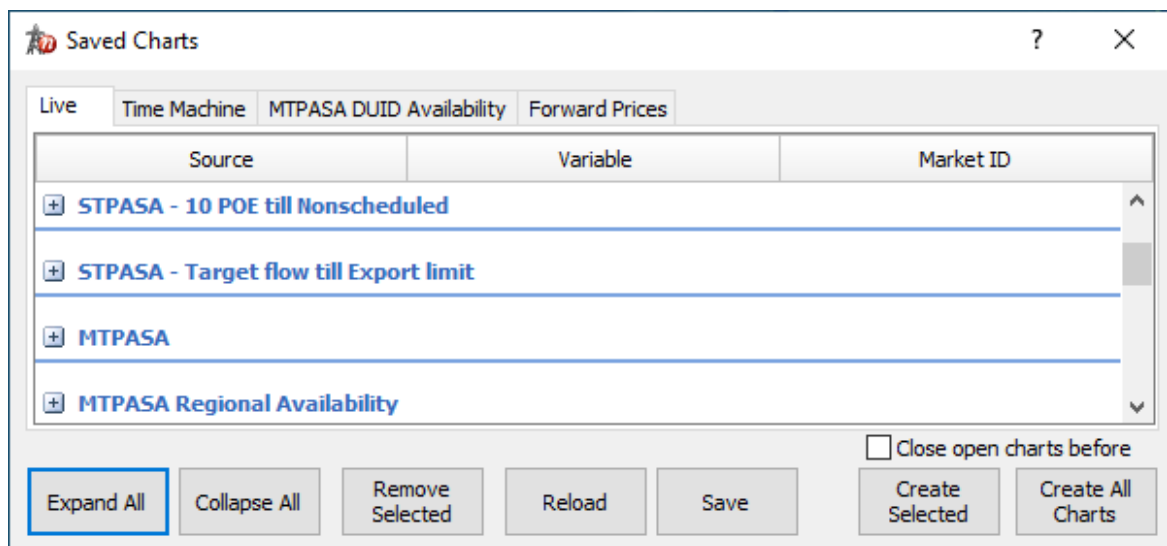 Saved Charts
?
Live Time Machine MTPASA DUID Availability Forward Prices
Source Variable Market ID
STPASA - 10 POE till Nonscheduled
STPASA - Target flow till Export limit
MTPASA
MTPASA Regional Availability
Close open charts before
Expand All Collapse All Remove Selected Reload Save Create Selected Create All Charts